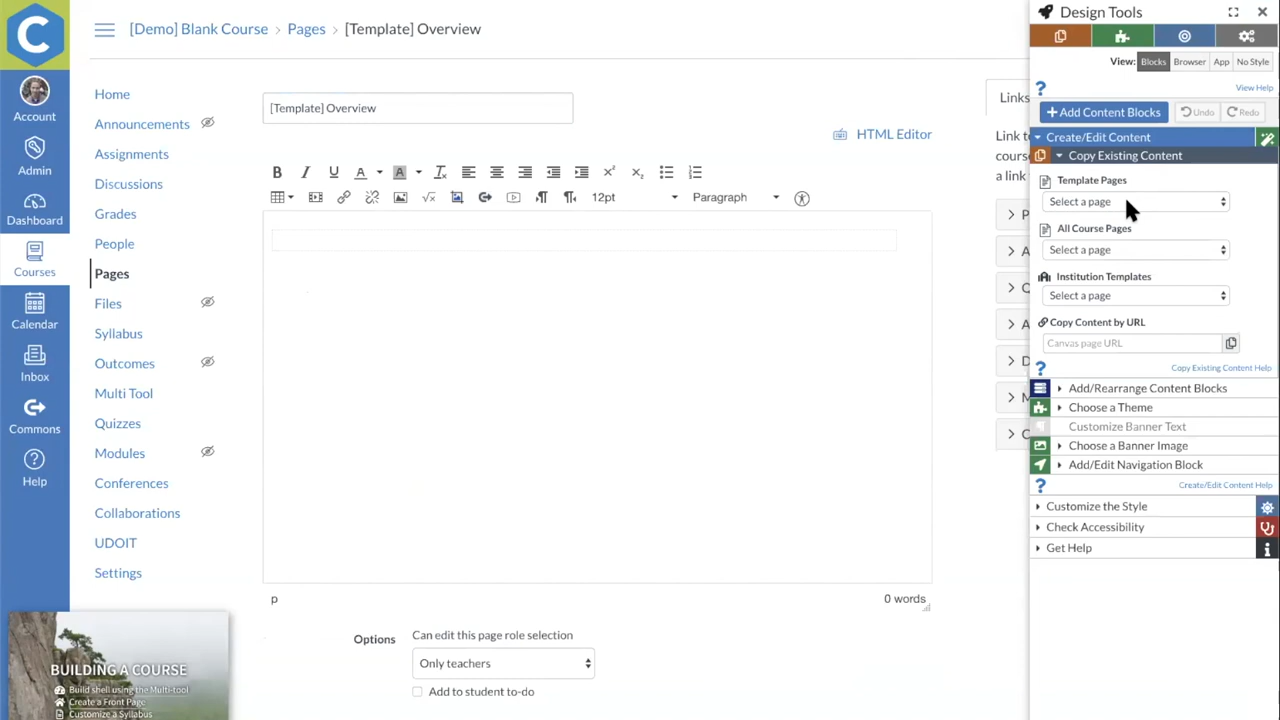 C
Account
Admin
Dashboard
Courses
Calendar
Inbox
Commons
Help
[Demo] Blank Course › Pages › [Template] Overview
Home
Announcements
Assignments
Discussions
Grades
People
Pages
Files
Syllabus
Outcomes
Multi Tool
Quizzes
Modules
Conferences
Collaborations
UDOIT
Settings
[Template] Overview
HTML Editor
12pt
Paragraph
p
0 words
Options
Can edit this page role selection
Only teachers
Add to student to-do
Links
Link to
cours
a link
P
A
Q
A
D
Design Tools
View: Blocks Browser App No Style
View Help
+ Add Content Blocks Undo Redo
Create/Edit Content
Copy Existing Content
Template Pages
Select a page
All Course Pages
Select a page
Institution Templates
Select a page
Copy Content by URL
Canvas page URL
Copy Existing Content Help
Add/Rearrange Content Blocks
Choose a Theme
Customize Banner Text
Choose a Banner Image
Add/Edit Navigation Block
Create/Edit Content Help
Customize the Style
Check Accessibility
Get Help
BUILDING A COURSE
Build shell using the Multi-tool
Create a Front Page
Customize a Syllabus